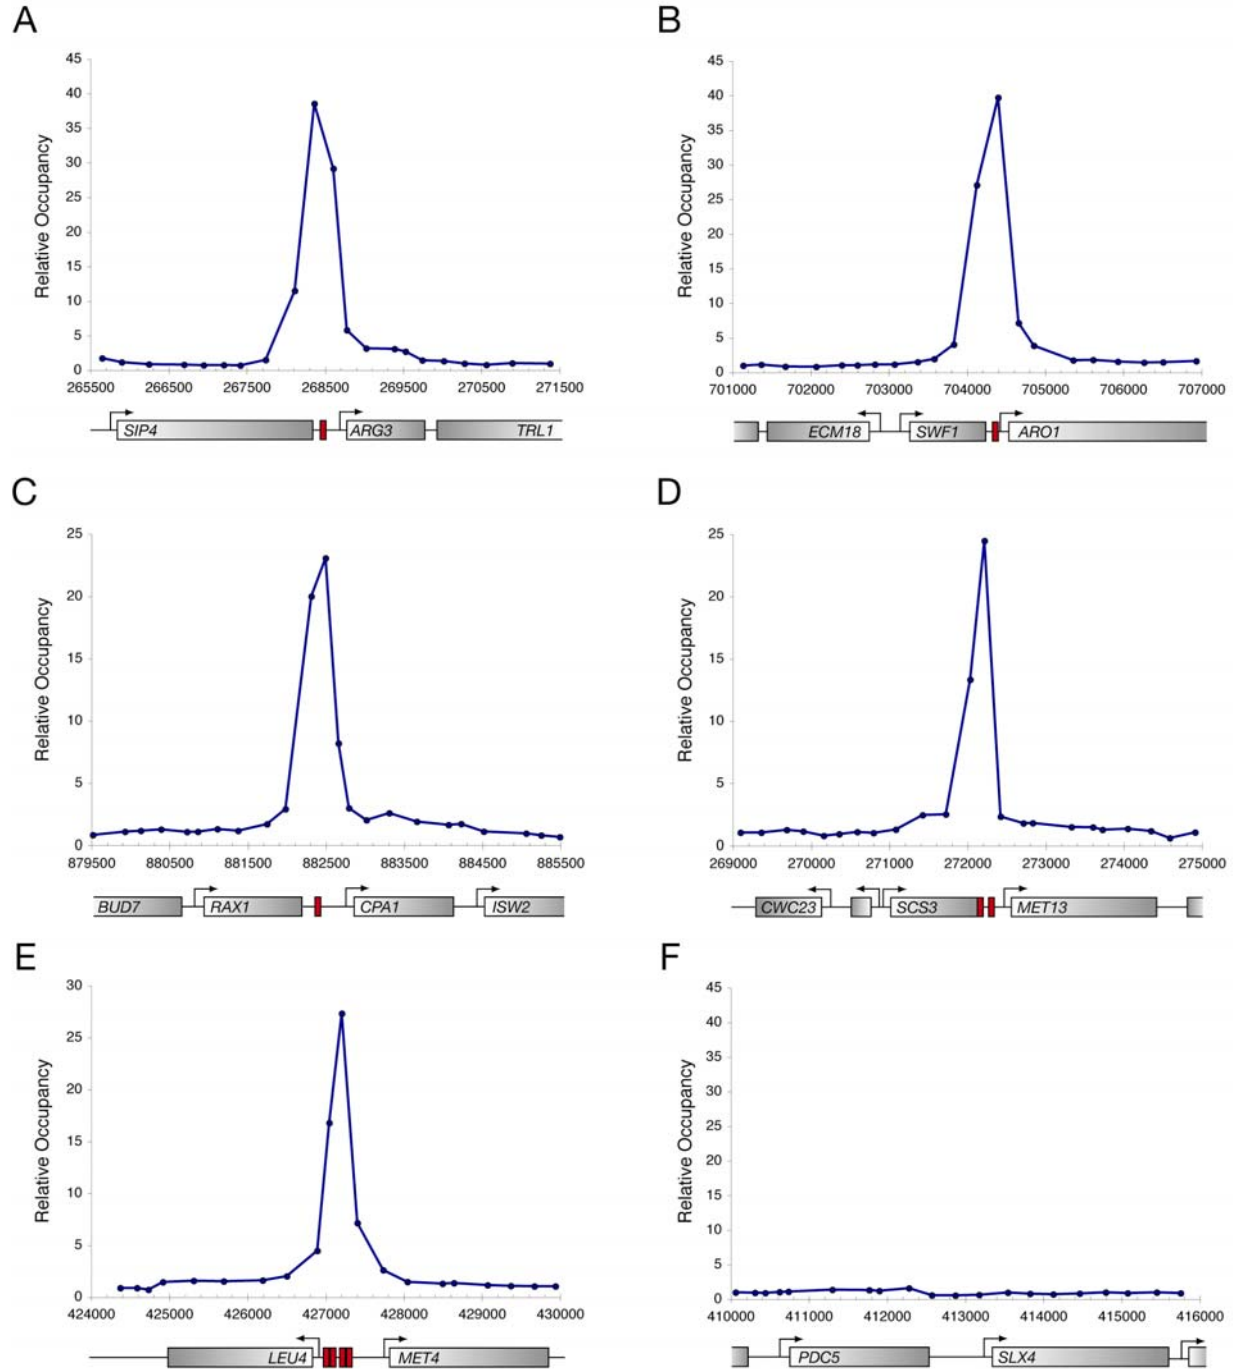 A
Relative Occupancy
45
40
35
30
25
20
15
10
5
0
265500 266500 267500 268500 269500 270500 271500
SIP4 ARG3 TRL1
B
Relative Occupancy
45
40
35
30
25
20
15
10
5
0
701000 702000 703000 704000 705000 706000 707000
ECM18 SWF1 ARO1
C
Relative Occupancy
25
20
15
10
5
0
879500 880500 881500 882500 883500 884500 885500
BUD7 RAX1 CPA1 ISW2
D
Relative Occupancy
25
20
15
10
5
0
269000 270000 271000 272000 273000 274000 275000
CWC23 SCS3 MET13
E
Relative Occupancy
30
25
20
15
10
5
0
424000 425000 426000 427000 428000 429000 430000
LEU4 MET4
F
Relative Occupancy
45
40
35
30
25
20
15
10
5
0
410000 411000 412000 413000 414000 415000 416000
PDC5 SLX4